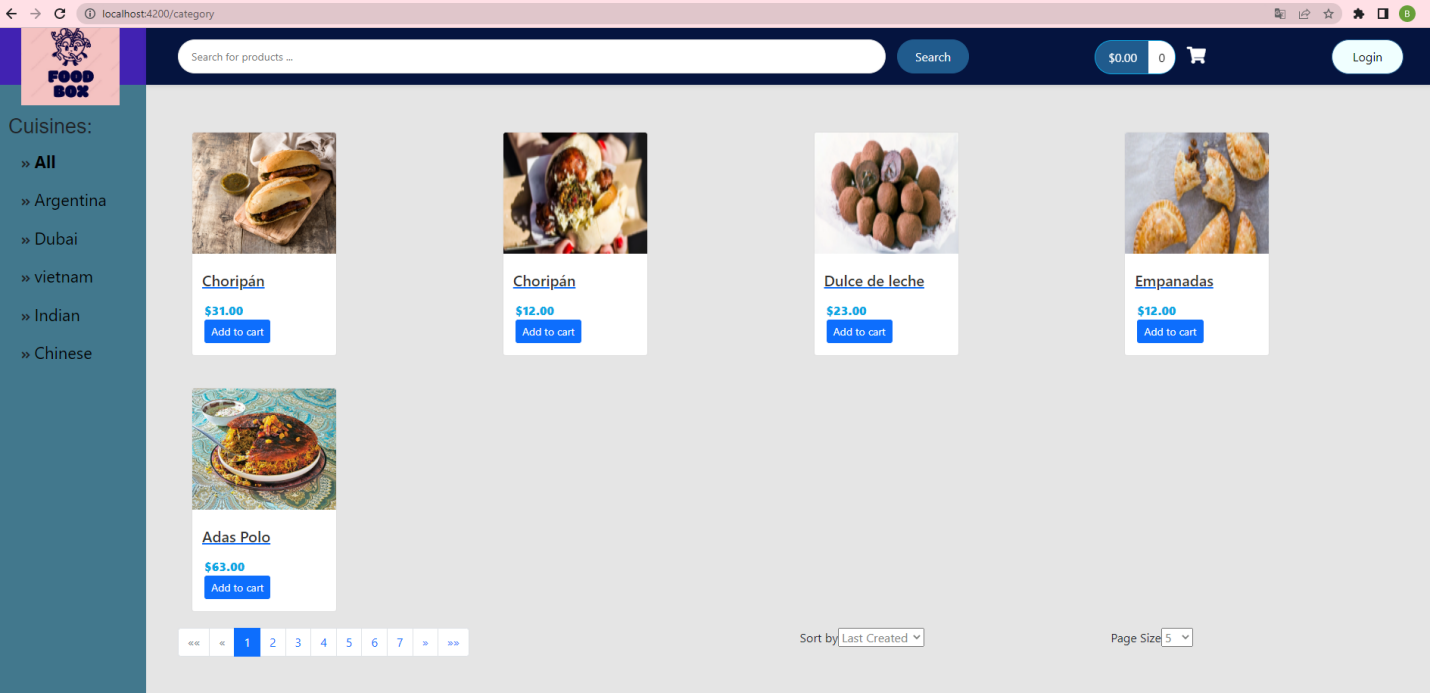 localhost:4200/category
B
FOOD
BOX
Search for products ...
Search
$0.00
0
Login
Cuisines:
» All
» Argentina
» Dubai
» vietnam
» Indian
» Chinese
Choripán
$31.00
Add to cart
Choripán
$12.00
Add to cart
Dulce de leche
$23.00
Add to cart
Empanadas
$12.00
Add to cart
Adas Polo
$63.00
Add to cart
«« « 1 2 3 4 5 6 7 » »»
Sort by Last Created
Page Size 5